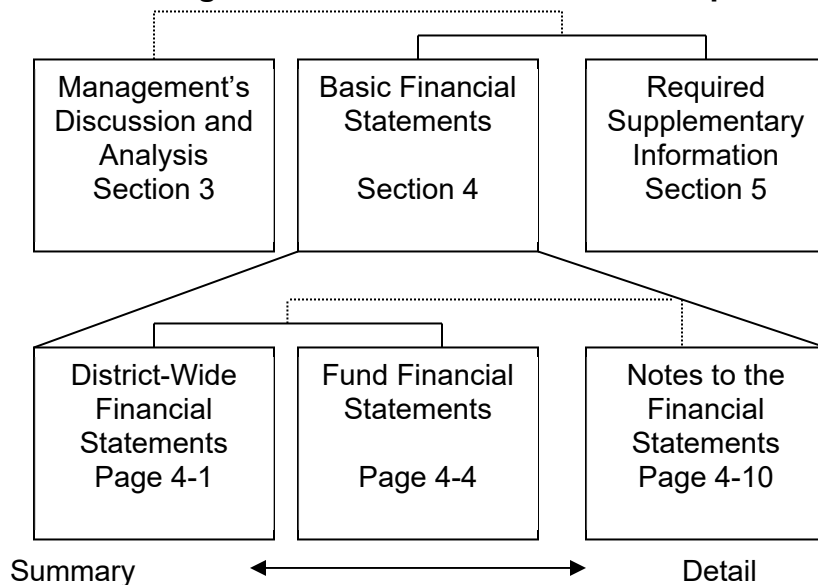 Management's
Discussion and
Analysis
Section 3
Basic Financial
Statements
Section 4
Required
Supplementary
Information
Section 5
District-Wide
Financial
Statements
Page 4-1
Fund Financial
Statements
Page 4-4
Notes to the
Financial
Statements
Page 4-10
Summary
Detail